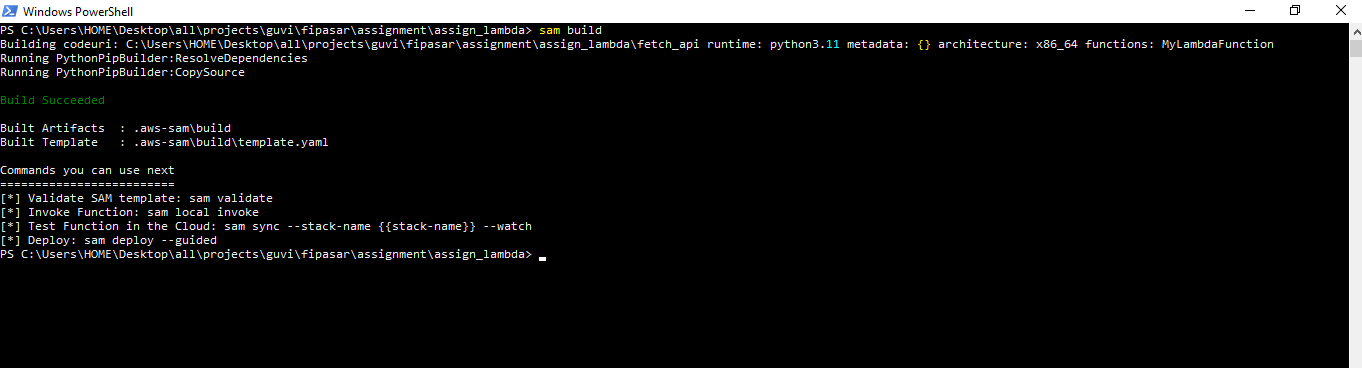 Windows PowerShell
PS C:\Users\HOME\Desktop\all\projects\guvi\fipasar\assignment\assign_lambda> sam build
Building codeuri: C:\Users\HOME\Desktop\all\projects\guvi\fipasar\assignment\assign_lambda\fetch_api runtime: python3.11 metadata: {} architecture: x86_64 functions: MyLambdaFunction
Running PythonPipBuilder:ResolveDependencies
Running PythonPipBuilder:CopySource
Build Succeeded
Built Artifacts  : .aws-sam\build
Built Template   : .aws-sam\build\template.yaml
Commands you can use next
=========================
[*] Validate SAM template: sam validate
[*] Invoke Function: sam local invoke
[*] Test Function in the Cloud: sam sync --stack-name {{stack-name}} --watch
[*] Deploy: sam deploy --guided
PS C:\Users\HOME\Desktop\all\projects\guvi\fipasar\assignment\assign_lambda>